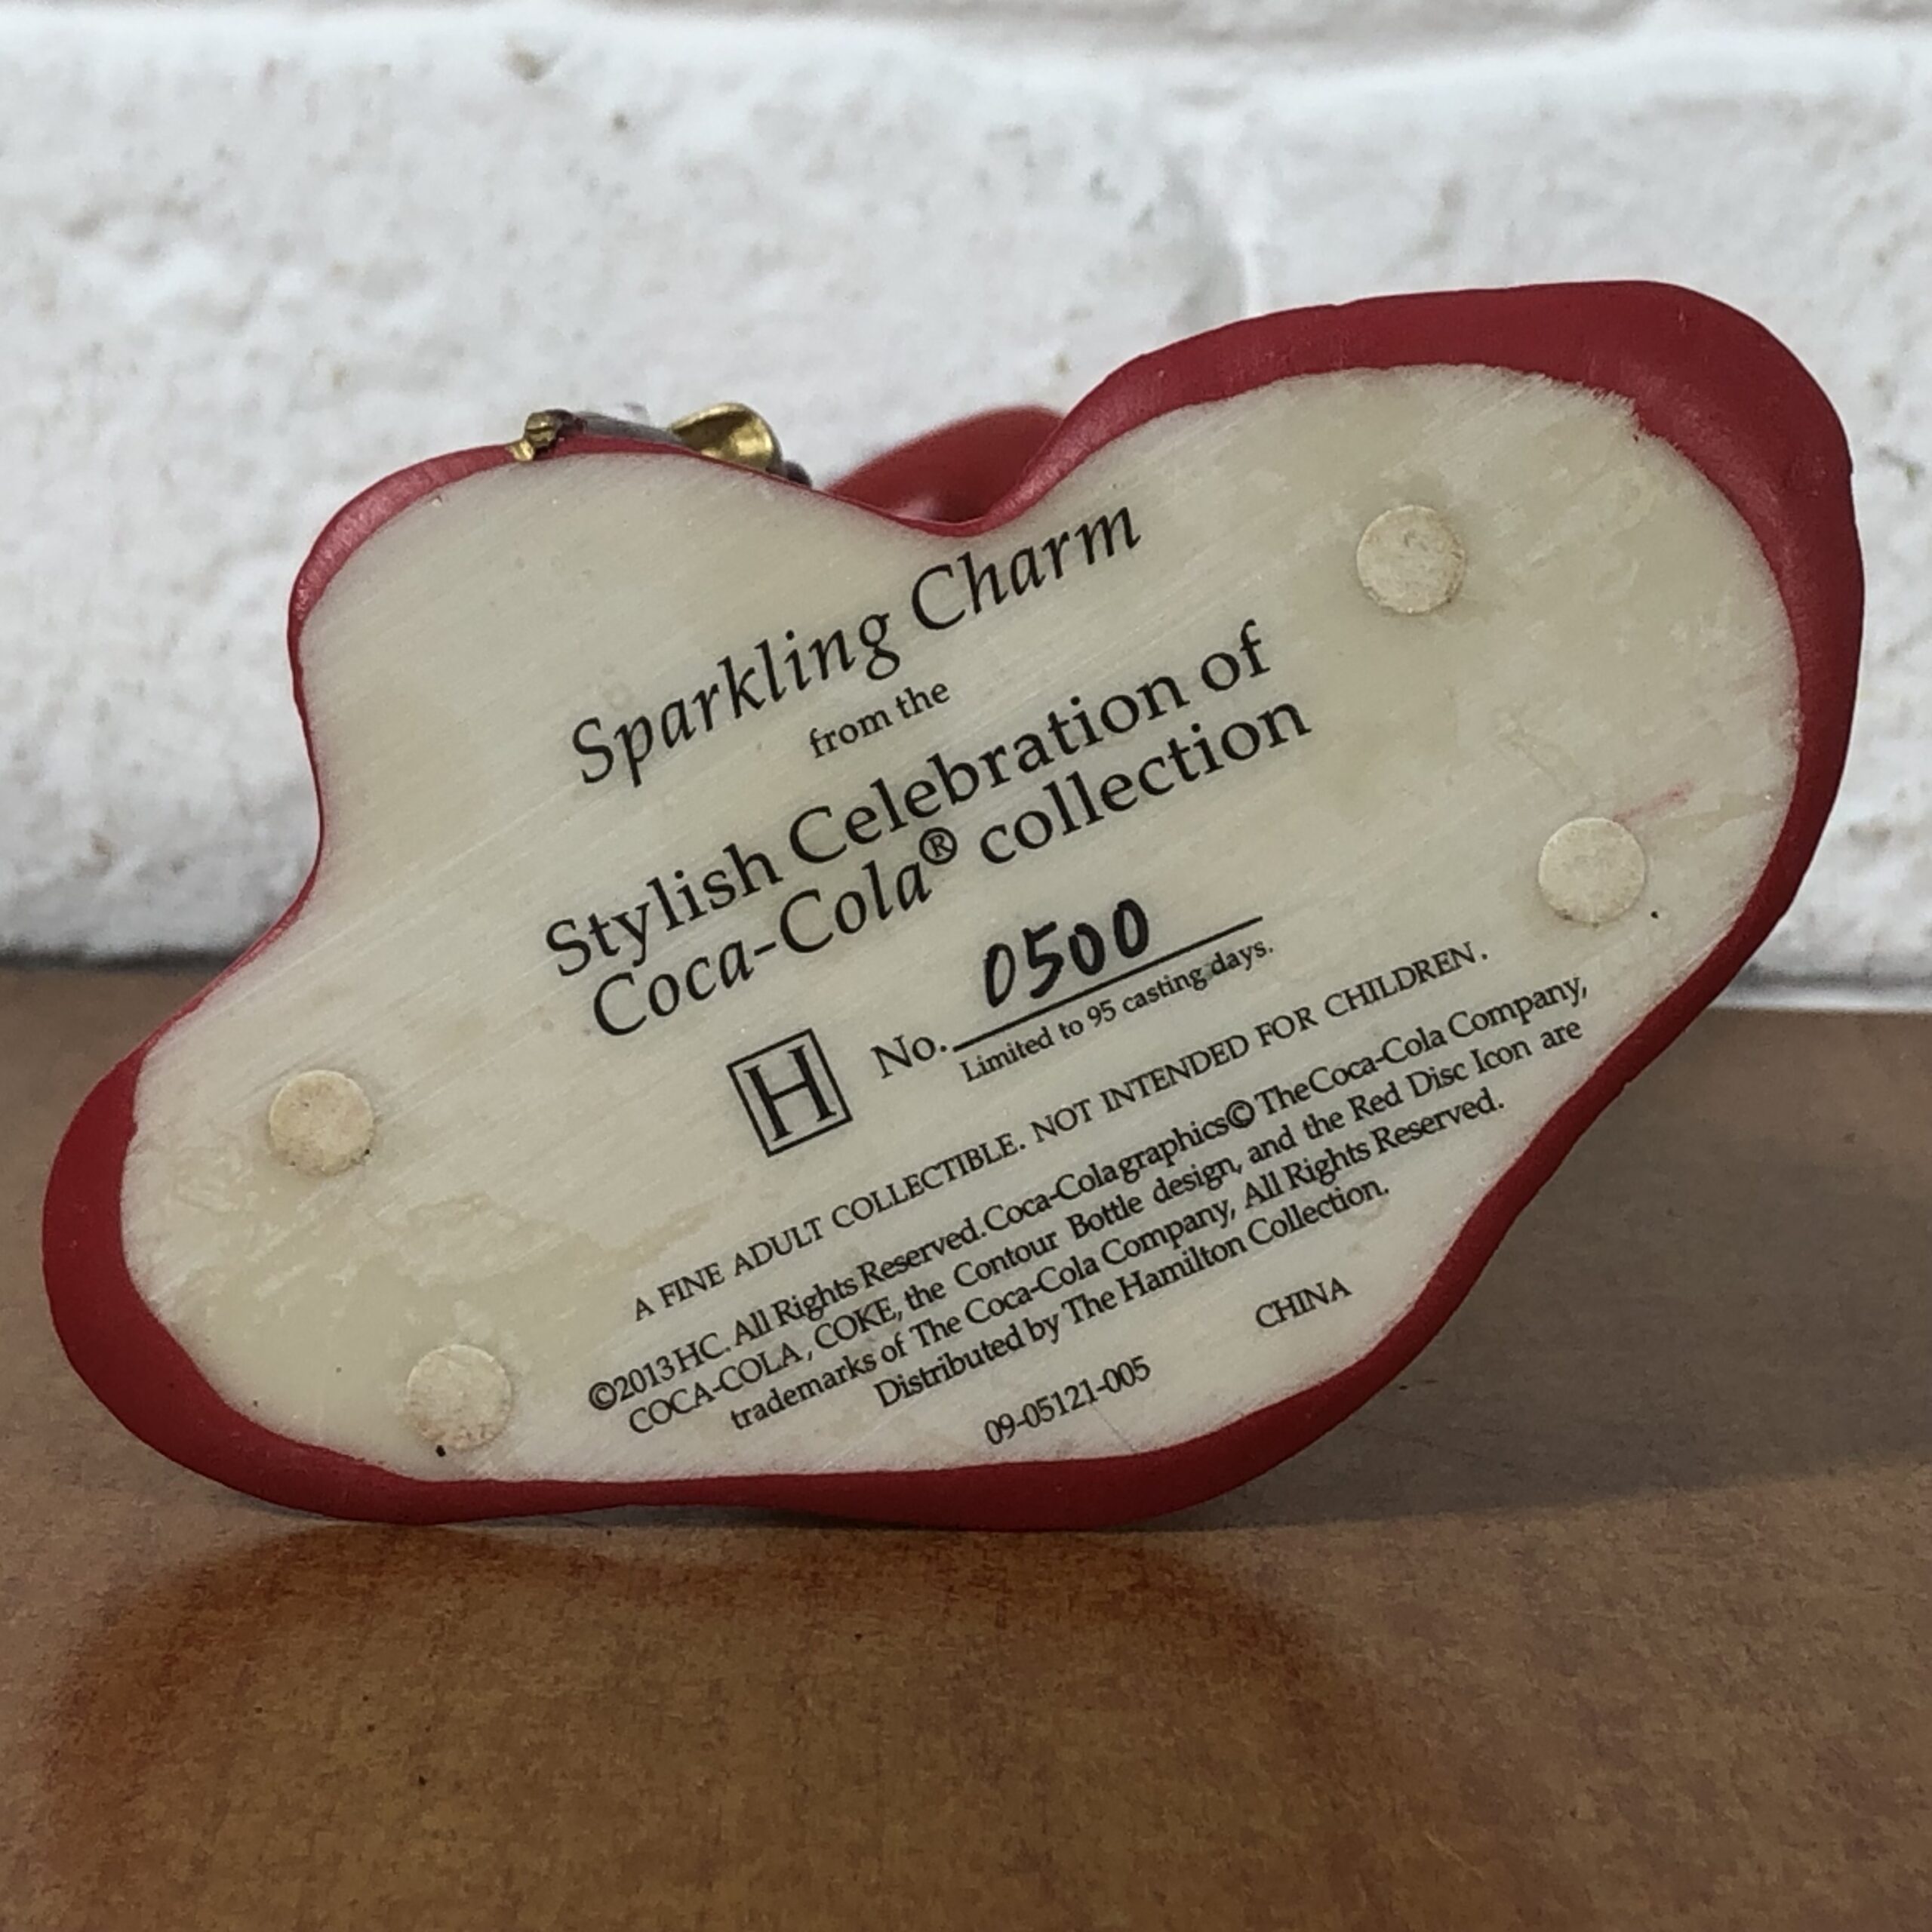 Sparkling Charm
from the
Stylish Celebration of
Coca-Cola® collection
H No. 0500
Limited to 95 casting days.
A FINE ADULT COLLECTIBLE. NOT INTENDED FOR CHILDREN.
©2013 HC. All Rights Reserved. Coca-Cola graphics © The Coca-Cola Company,
COCA-COLA, COKE, the Contour Bottle design, and the Red Disc Icon are
trademarks of The Coca-Cola Company, All Rights Reserved.
Distributed by The Hamilton Collection.
09-05121-005 CHINA